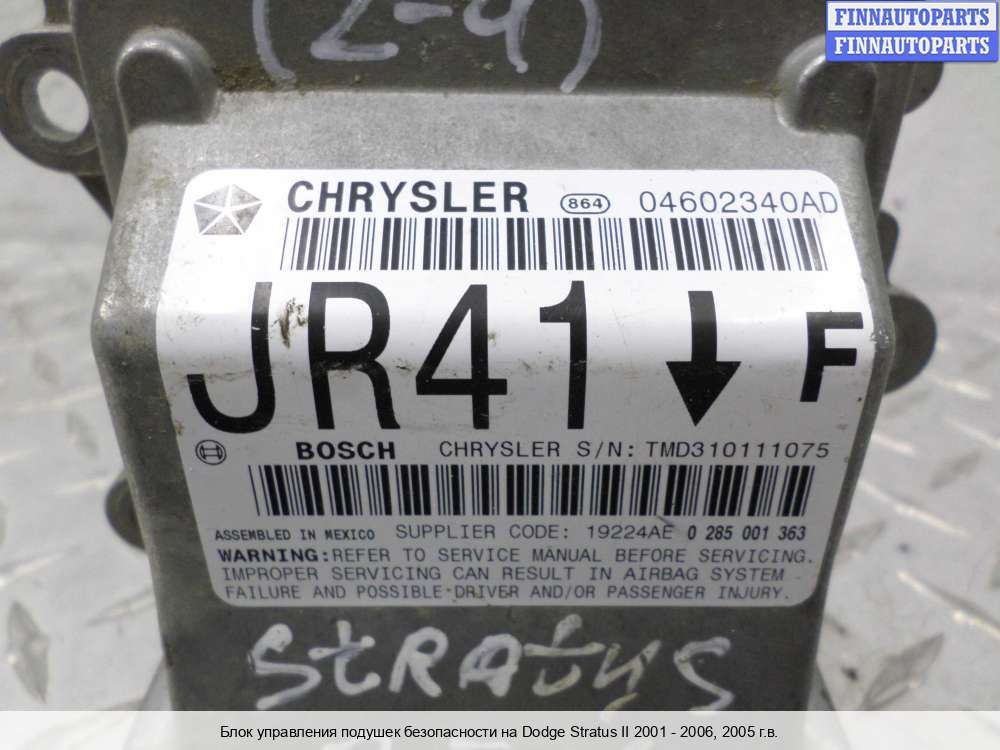 (2-4)
FINNAUTOPARTS
FINNAUTOPARTS
CHRYSLER 864 04602340AD
JR41 F
BOSCH CHRYSLER S/N: TMD310111075
ASSEMBLED IN MEXICO SUPPLIER CODE: 19224AE 0 285 001 363
WARNING: REFER TO SERVICE MANUAL BEFORE SERVICING.
IMPROPER SERVICING CAN RESULT IN AIRBAG SYSTEM
FAILURE AND POSSIBLE DRIVER AND/OR PASSENGER INJURY.
StRAtuS
Блок управления подушек безопасности на Dodge Stratus II 2001 - 2006, 2005 г.в.